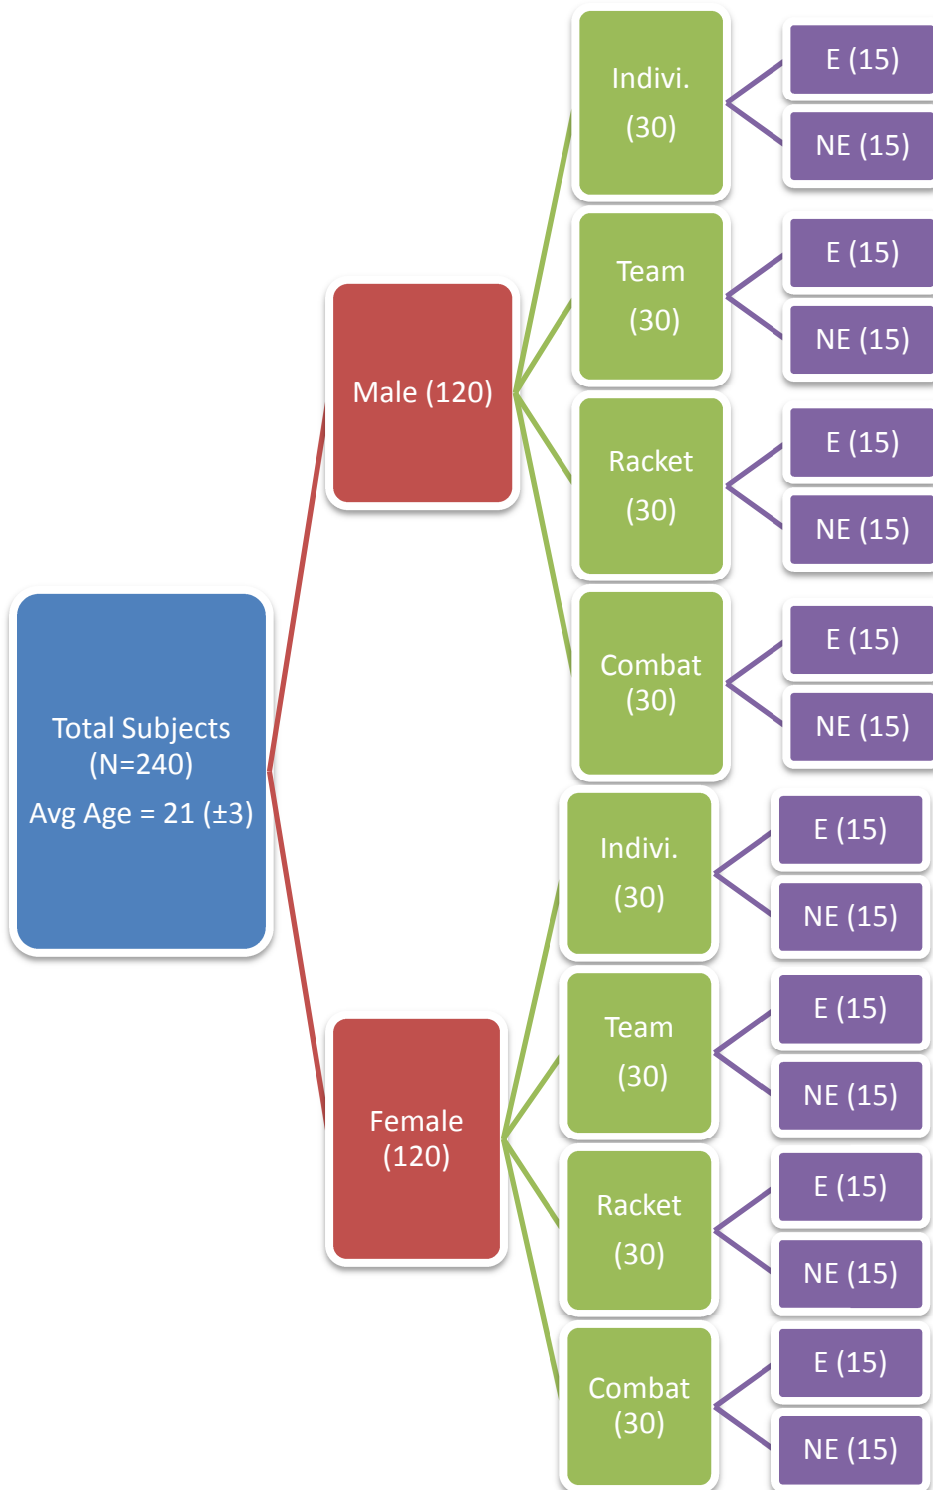 Total Subjects
(N=240)
Avg Age = 21 (±3)
Male (120)
Indivi.
(30)
E (15)
NE (15)
Team
(30)
E (15)
NE (15)
Racket
(30)
E (15)
NE (15)
Combat
(30)
E (15)
NE (15)
Female
(120)
Indivi.
(30)
E (15)
NE (15)
Team
(30)
E (15)
NE (15)
Racket
(30)
E (15)
NE (15)
Combat
(30)
E (15)
NE (15)